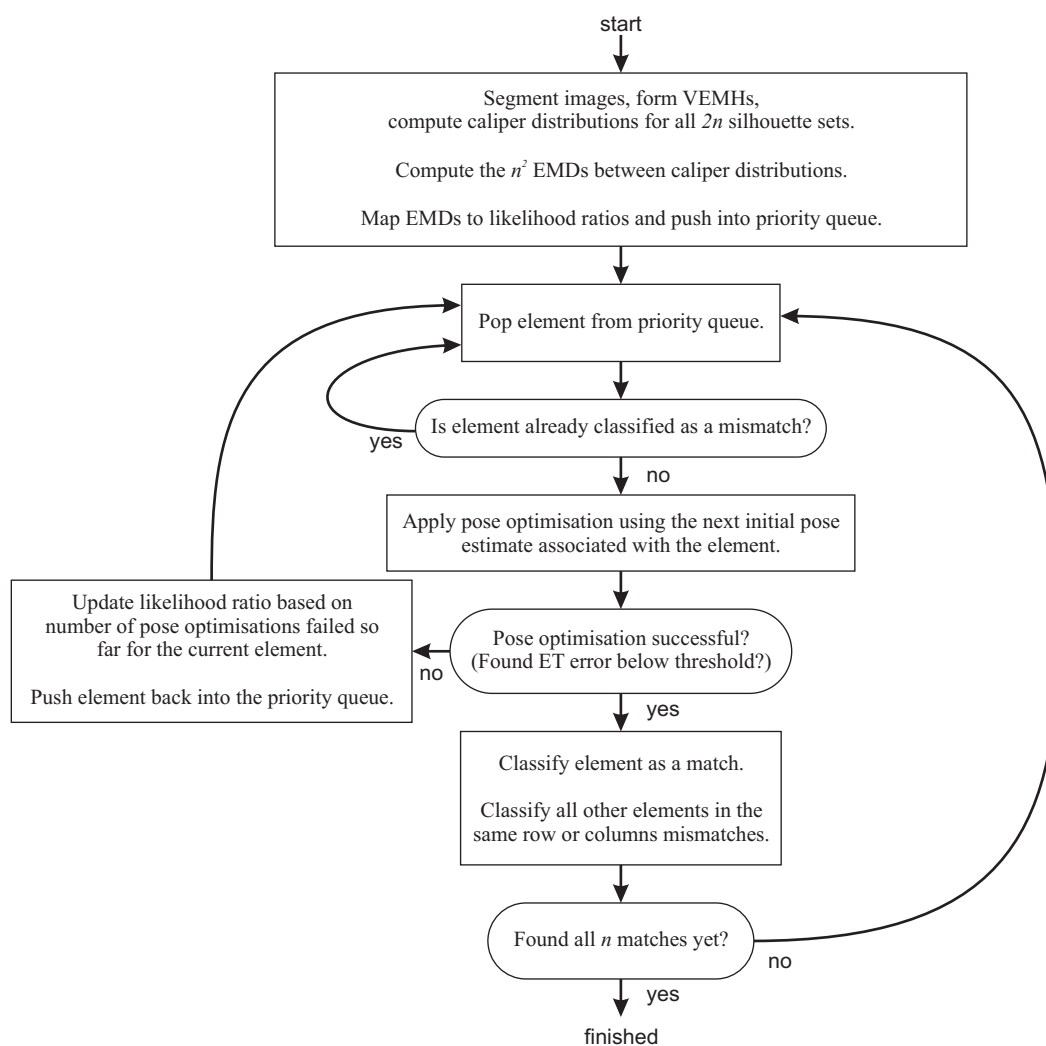 start
Segment images, form VEMHs,
compute caliper distributions for all 2n silhouette sets.
Compute the n² EMDs between caliper distributions.
Map EMDs to likelihood ratios and push into priority queue.
Pop element from priority queue.
Is element already classified as a mismatch?
yes
no
Apply pose optimisation using the next initial pose
estimate associated with the element.
Update likelihood ratio based on
number of pose optimisations failed so
far for the current element.
Push element back into the priority queue.
Pose optimisation successful?
(Found ET error below threshold?)
no
yes
Classify element as a match.
Classify all other elements in the
same row or columns mismatches.
Found all n matches yet?
no
yes
finished